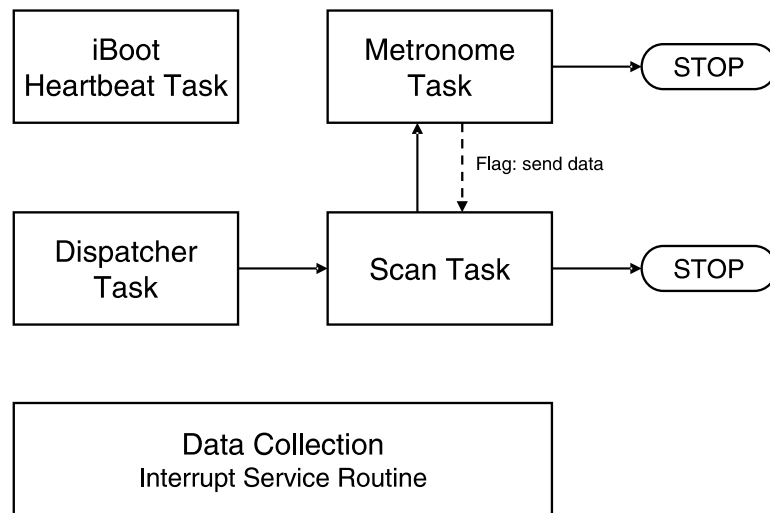 iBoot
Heartbeat Task
Metronome
Task
STOP
Flag: send data
Dispatcher
Task
Scan Task
STOP
Data Collection
Interrupt Service Routine